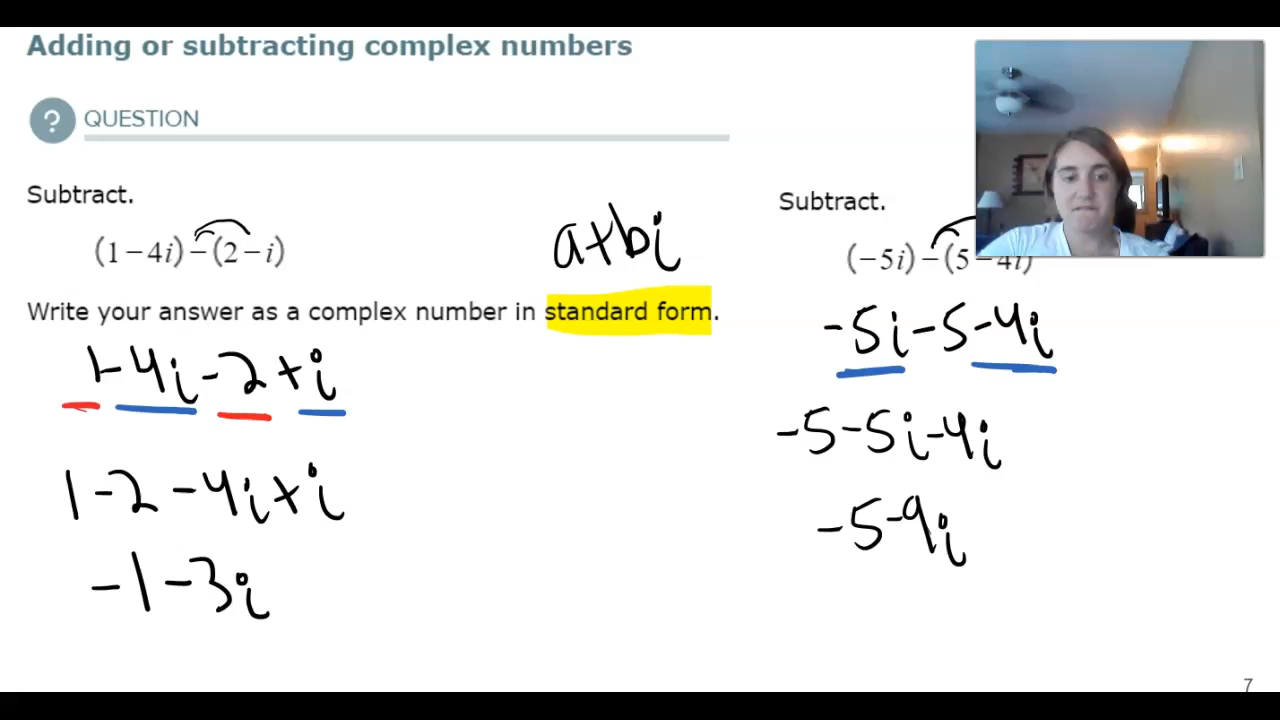 Adding or subtracting complex numbers
? QUESTION
Subtract.
(1 − 4i) − (2 − i)
a+bi
Write your answer as a complex number in standard form.
1-4i-2+i
1-2-4i+i
-1-3i
Subtract.
(−5i) − (5 − 4i)
-5i-5-4i
-5-5i-4i
-5-9i
7